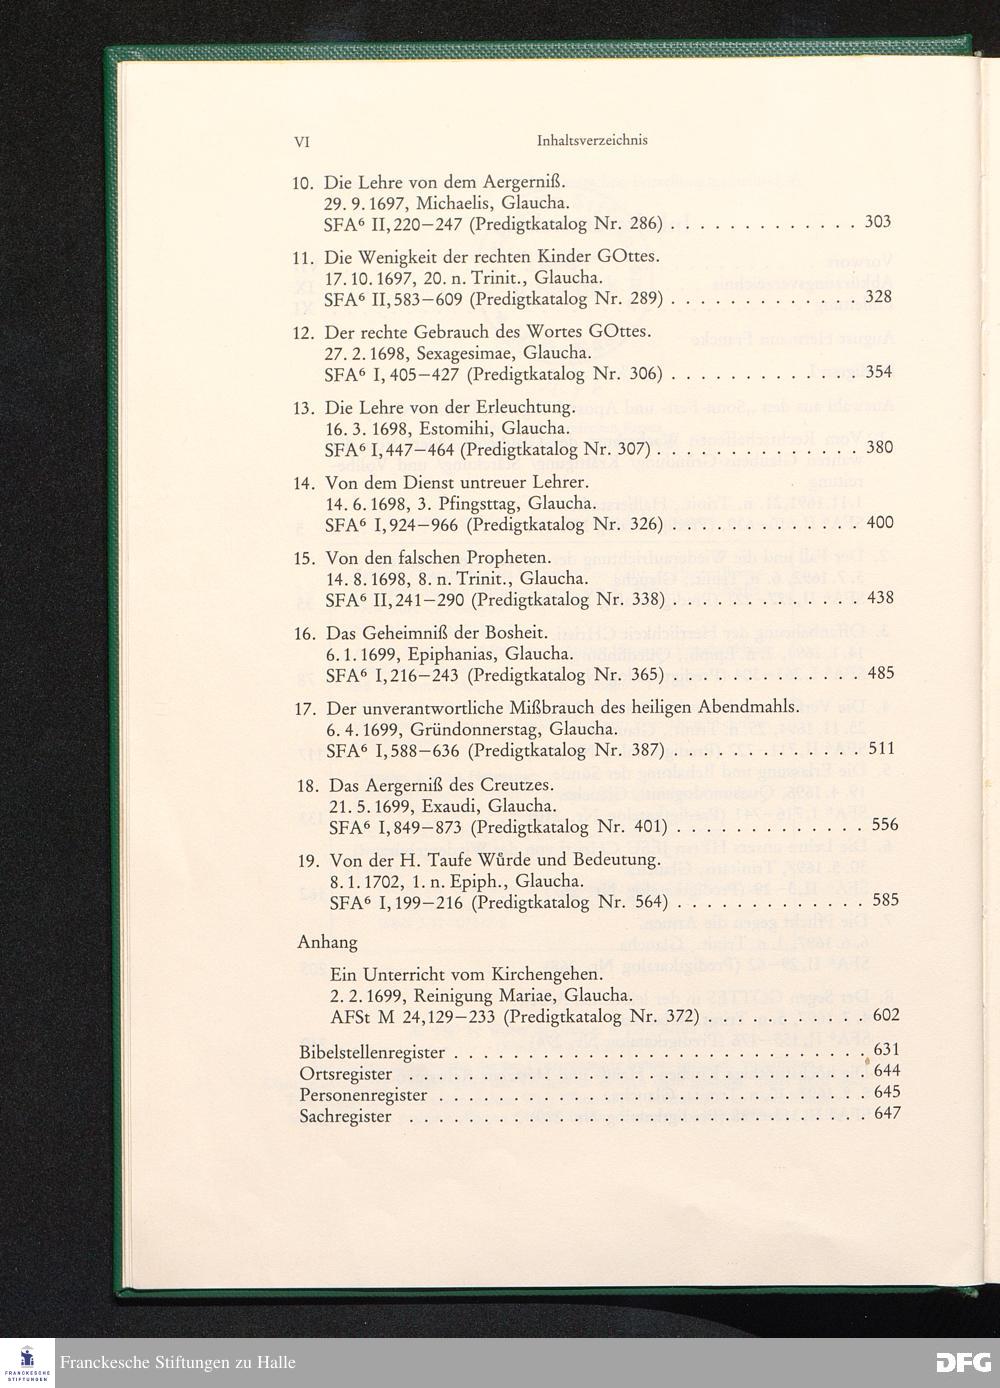 VI Inhaltsverzeichnis
10. Die Lehre von dem Aergerniß.
29. 9. 1697, Michaelis, Glaucha.
SFA⁶ II, 220–247 (Predigtkatalog Nr. 286) . . . . . . . . . . . . . 303
11. Die Wenigkeit der rechten Kinder GOttes.
17. 10. 1697, 20. n. Trinit., Glaucha.
SFA⁶ II, 583–609 (Predigtkatalog Nr. 289) . . . . . . . . . . . . . 328
12. Der rechte Gebrauch des Wortes GOttes.
27. 2. 1698, Sexagesimae, Glaucha.
SFA⁶ I, 405–427 (Predigtkatalog Nr. 306) . . . . . . . . . . . . . 354
13. Die Lehre von der Erleuchtung.
16. 3. 1698, Estomihi, Glaucha.
SFA⁶ I, 447–464 (Predigtkatalog Nr. 307) . . . . . . . . . . . . . . 380
14. Von dem Dienst untreuer Lehrer.
14. 6. 1698, 3. Pfingsttag, Glaucha.
SFA⁶ I, 924–966 (Predigtkatalog Nr. 326) . . . . . . . . . . . . . 400
15. Von den falschen Propheten.
14. 8. 1698, 8. n. Trinit., Glaucha.
SFA⁶ II, 241–290 (Predigtkatalog Nr. 338) . . . . . . . . . . . . . 438
16. Das Geheimniß der Bosheit.
6. 1. 1699, Epiphanias, Glaucha.
SFA⁶ I, 216–243 (Predigtkatalog Nr. 365) . . . . . . . . . . . . . 485
17. Der unverantwortliche Mißbrauch des heiligen Abendmahls.
6. 4. 1699, Gründonnerstag, Glaucha.
SFA⁶ I, 588–636 (Predigtkatalog Nr. 387) . . . . . . . . . . . . . 511
18. Das Aergerniß des Creutzes.
21. 5. 1699, Exaudi, Glaucha.
SFA⁶ I, 849–873 (Predigtkatalog Nr. 401) . . . . . . . . . . . . . 556
19. Von der H. Taufe Wůrde und Bedeutung.
8. 1. 1702, 1. n. Epiph., Glaucha.
SFA⁶ I, 199–216 (Predigtkatalog Nr. 564) . . . . . . . . . . . . . 585
Anhang
Ein Unterricht vom Kirchengehen.
2. 2. 1699, Reinigung Mariae, Glaucha.
AFSt M 24, 129–233 (Predigtkatalog Nr. 372) . . . . . . . . . . . 602
Bibelstellenregister . . . . . . . . . . . . . . . . . . . . . . . . . . . . 631
Ortsregister . . . . . . . . . . . . . . . . . . . . . . . . . . . . . . . 644
Personenregister . . . . . . . . . . . . . . . . . . . . . . . . . . . . . 645
Sachregister . . . . . . . . . . . . . . . . . . . . . . . . . . . . . . . 647
FRANCKESCHE
STIFTUNGEN
Franckesche Stiftungen zu Halle
DFG